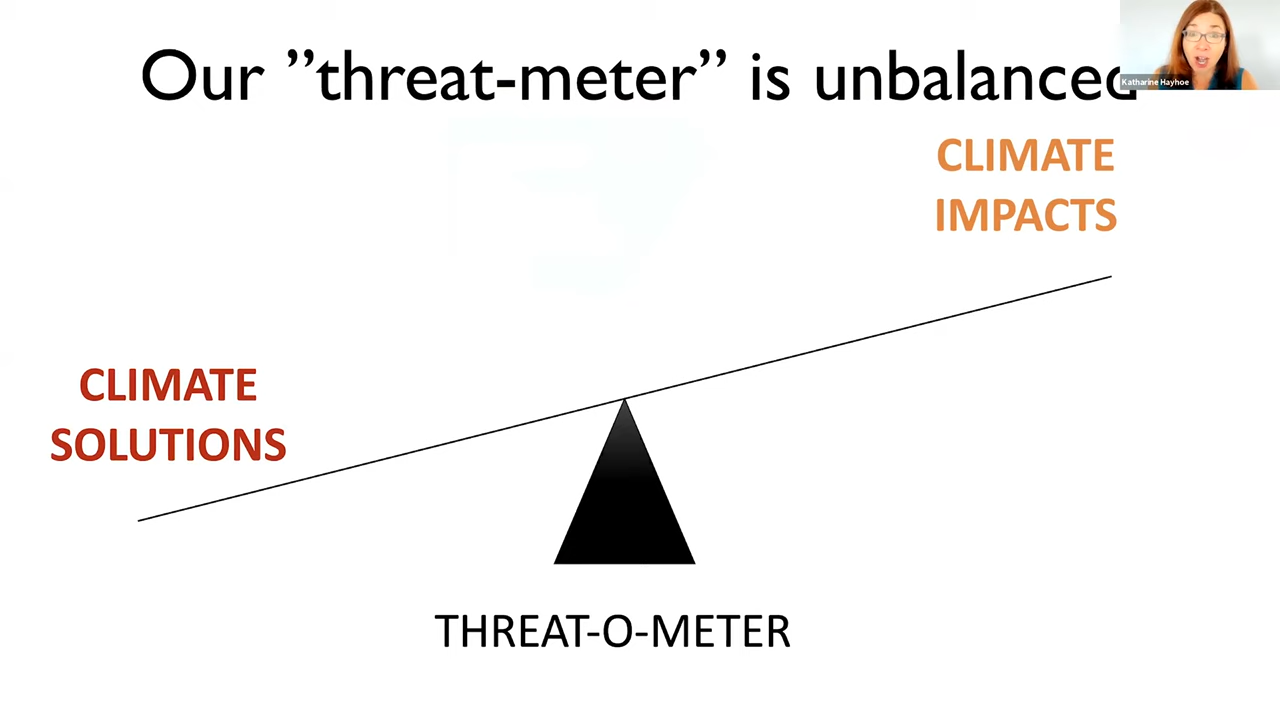 Our ”threat-meter” is unbalanced
Katharine Hayhoe
CLIMATE
IMPACTS
CLIMATE
SOLUTIONS
THREAT-O-METER